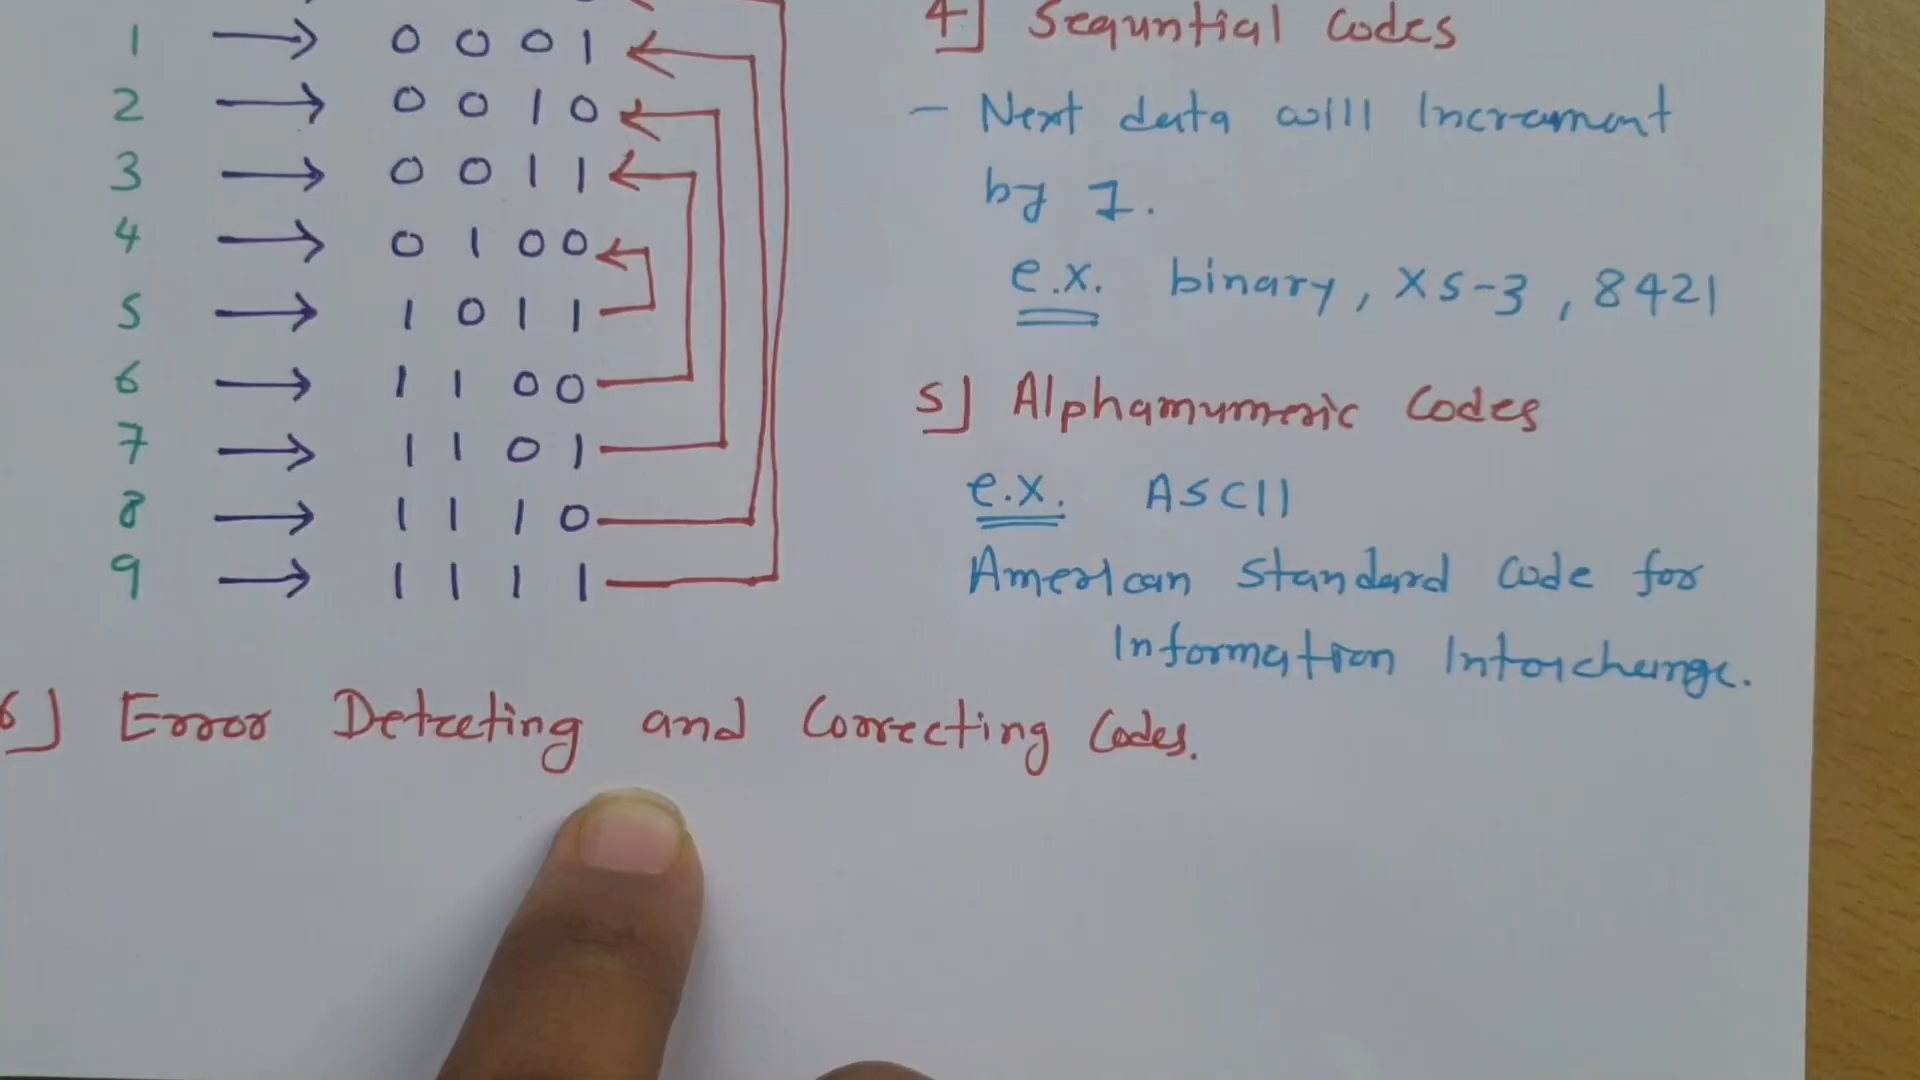 1 → 0 0 0 1
2 → 0 0 1 0
3 → 0 0 1 1
4 → 0 1 0 0
5 → 1 0 1 1
6 → 1 1 0 0
7 → 1 1 0 1
8 → 1 1 1 0
9 → 1 1 1 1
4] Sequntial Codes
- Next data will Increament
by 1.
e.x. binary, XS-3, 8421
5] Alphanumeric Codes
e.x. ASCII
American Standard Code for
Information Interchange.
6] Error Detecting and Correcting Codes.